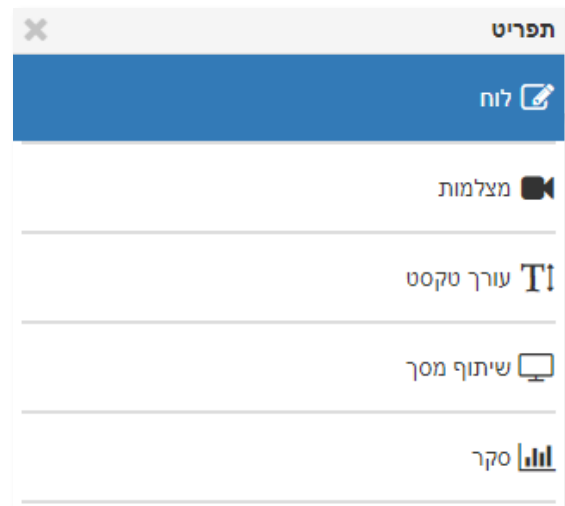 תפריט
לוח
מצלמות
עורך טקסט
שיתוף מסך
סקר